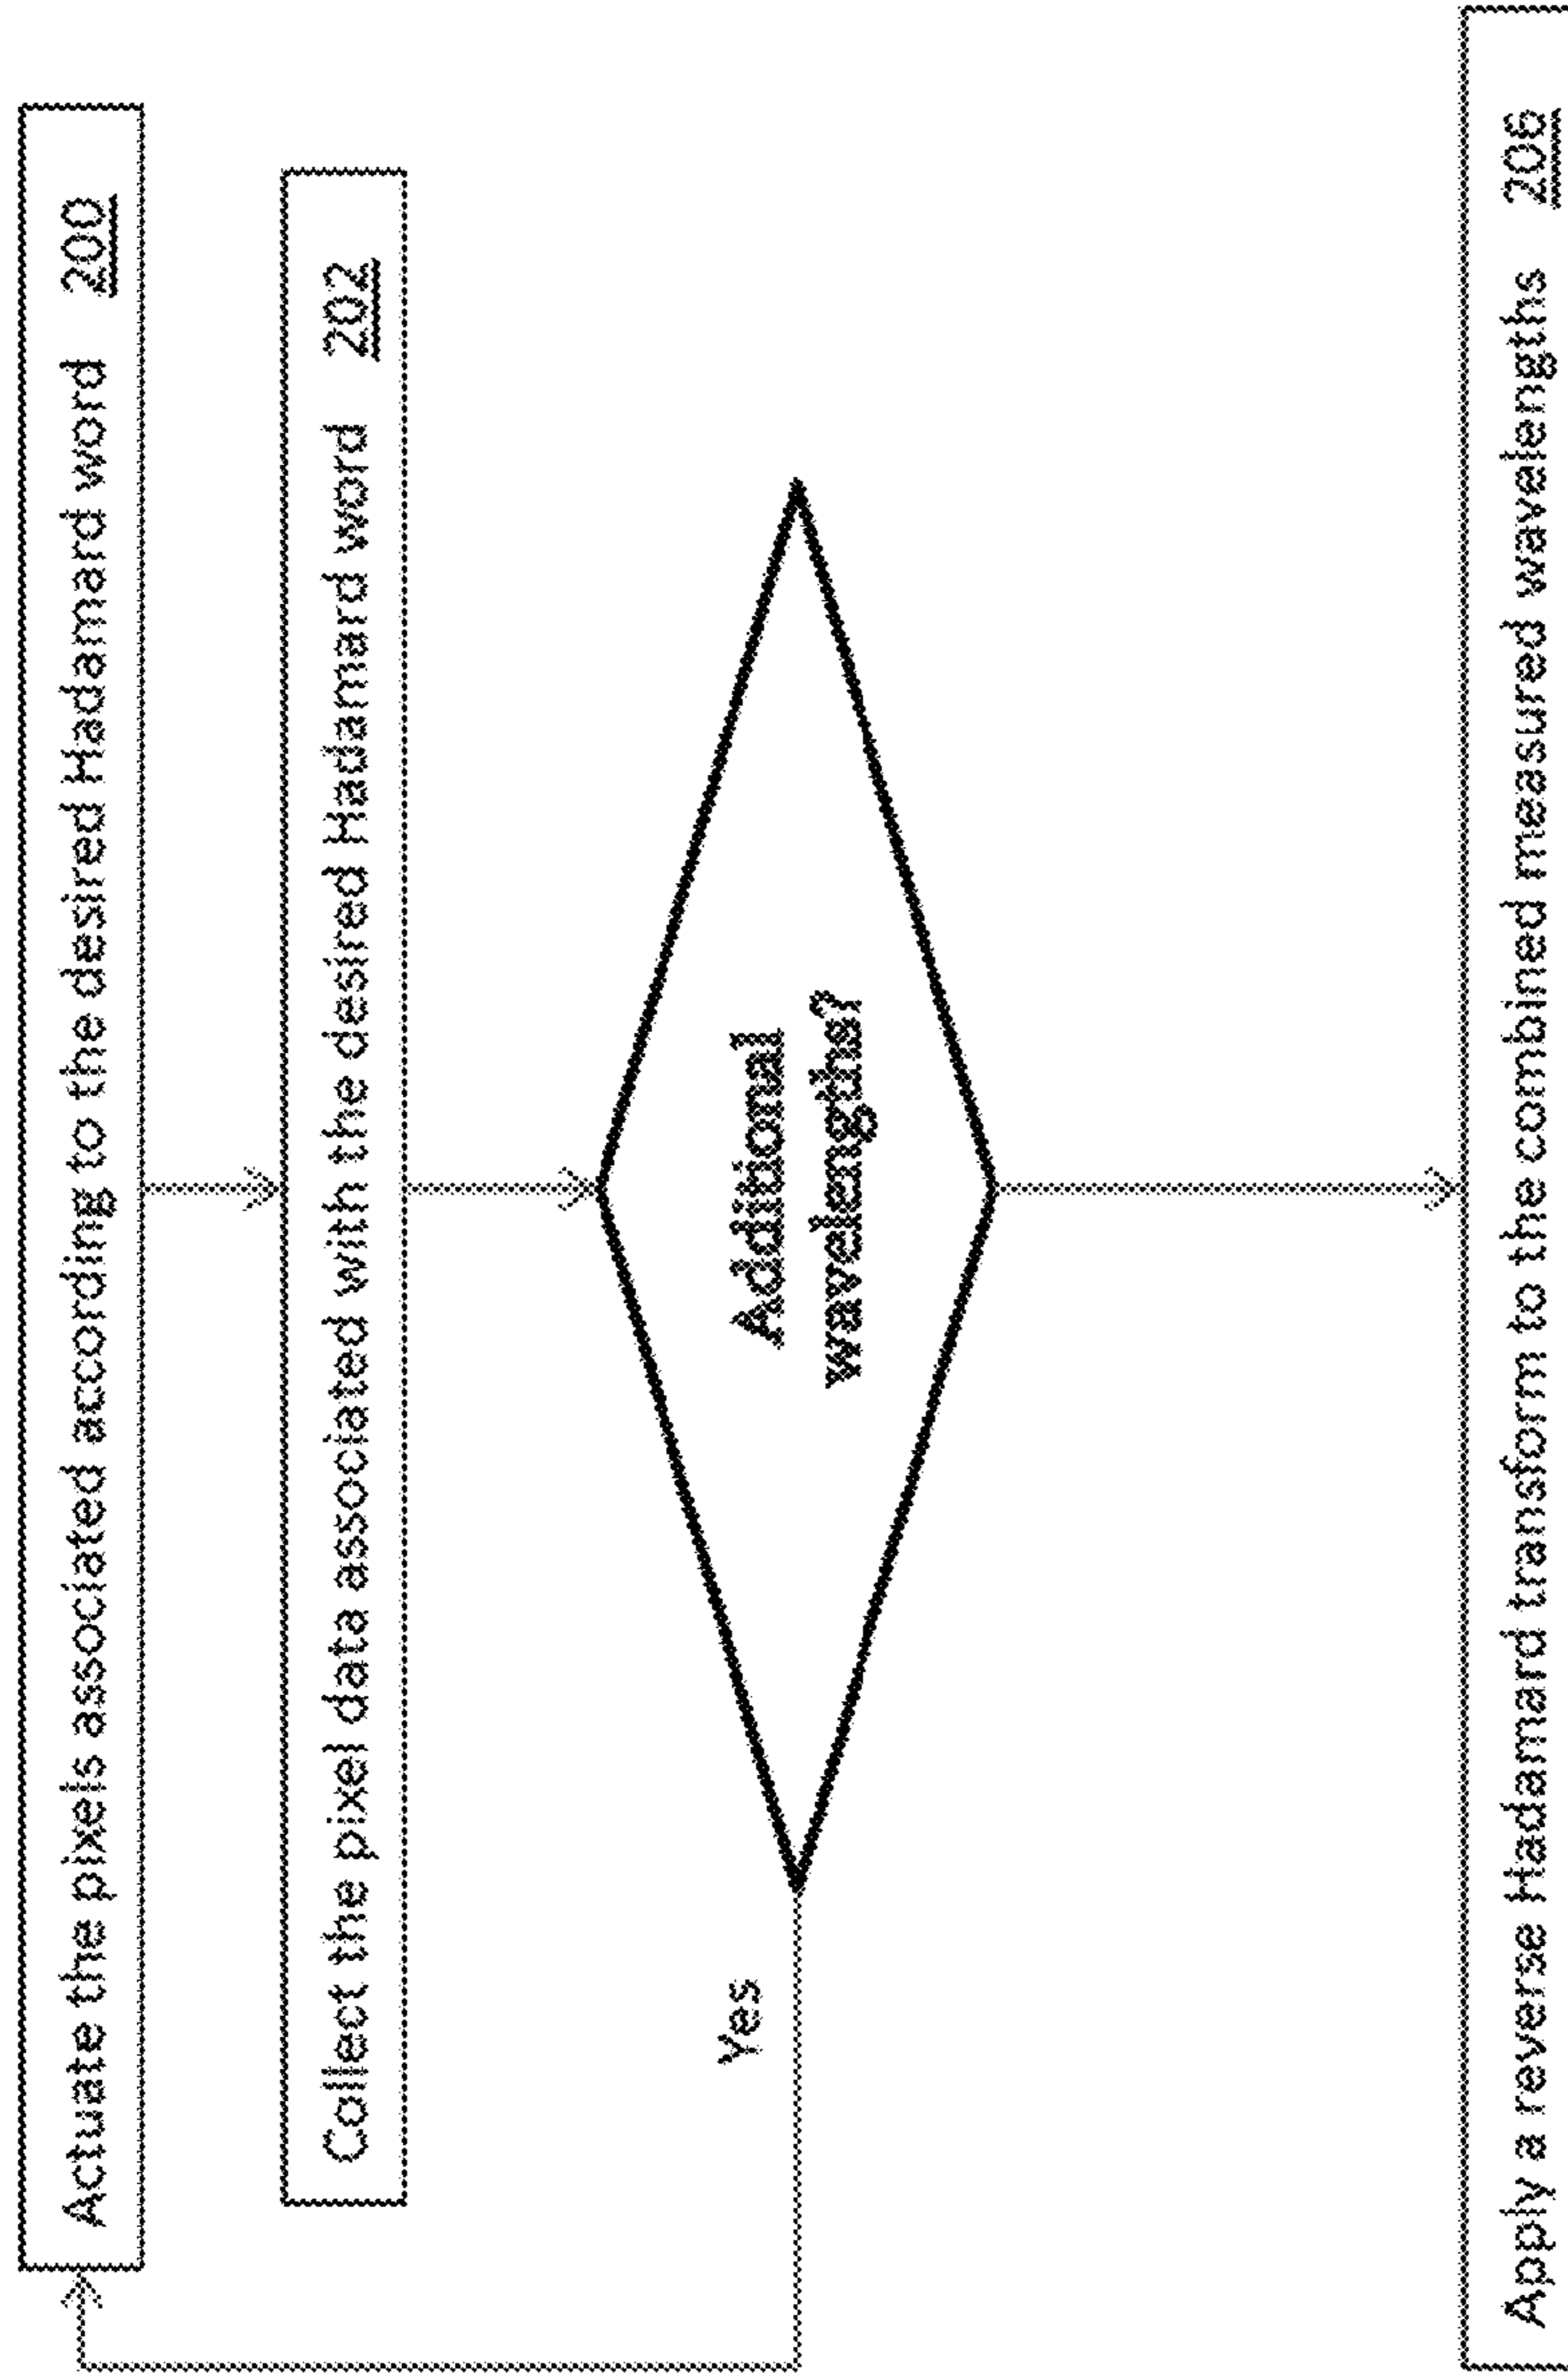 Actuate the pixels associated according to the desired Hadamard word 200
Collect the pixel data associated with the desired Hadamard word 202
Additional
wavelengths?
Yes
Apply a reverse Hadamard transform to the combined measured wavelengths 206